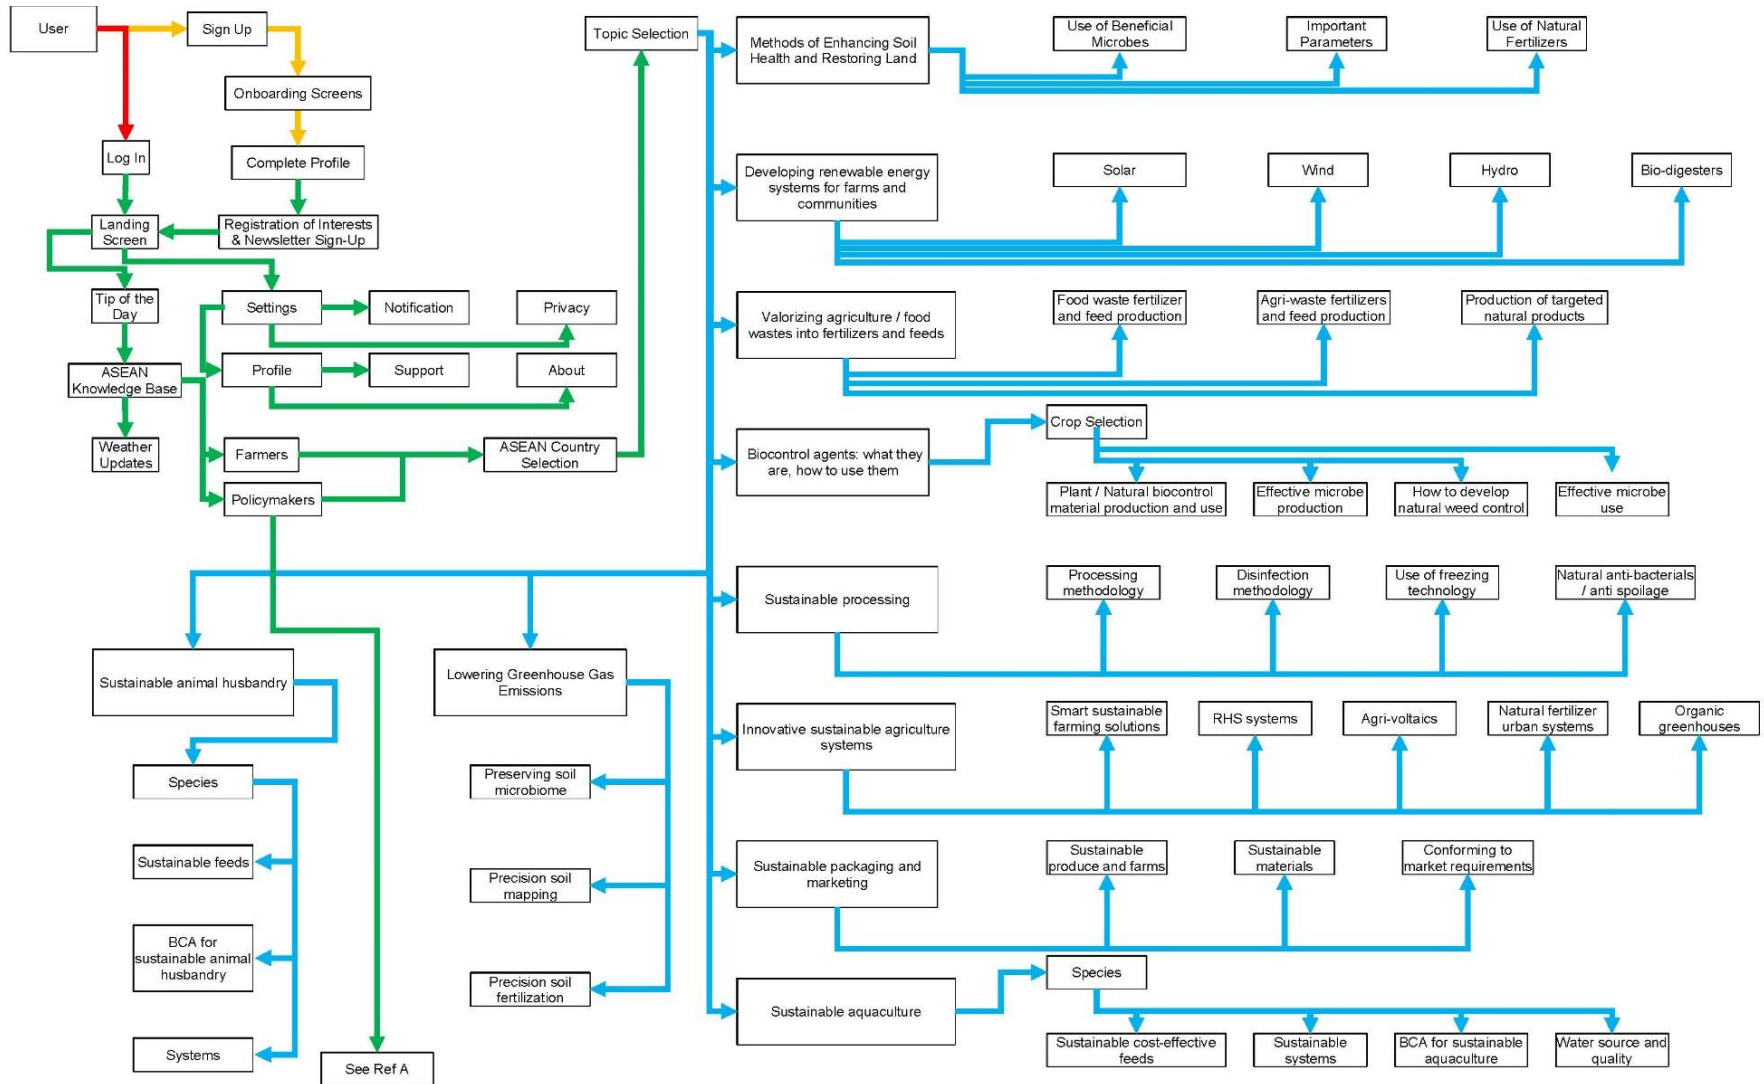 User
Sign Up
Onboarding Screens
Log In
Complete Profile
Landing
Screen
Registration of Interests
& Newsletter Sign-Up
Tip of the
Day
Settings
Notification
Privacy
ASEAN
Knowledge Base
Profile
Support
About
Weather
Updates
Farmers
Policymakers
ASEAN Country
Selection
Topic Selection
Methods of Enhancing Soil
Health and Restoring Land
Use of Beneficial
Microbes
Important
Parameters
Use of Natural
Fertilizers
Developing renewable energy
systems for farms and
communities
Solar
Wind
Hydro
Bio-digesters
Valorizing agriculture / food
wastes into fertilizers and feeds
Food waste fertilizer
and feed production
Agri-waste fertilizers
and feed production
Production of targeted
natural products
Biocontrol agents: what they
are, how to use them
Crop Selection
Plant / Natural biocontrol
material production and use
Effective microbe
production
How to develop
natural weed control
Effective microbe
use
Sustainable processing
Processing
methodology
Disinfection
methodology
Use of freezing
technology
Natural anti-bacterials
/ anti spoilage
Innovative sustainable agriculture
systems
Smart sustainable
farming solutions
RHS systems
Agri-voltaics
Natural fertilizer
urban systems
Organic
greenhouses
Sustainable packaging and
marketing
Sustainable
produce and farms
Sustainable
materials
Conforming to
market requirements
Sustainable aquaculture
Species
Sustainable cost-effective
feeds
Sustainable
systems
BCA for sustainable
aquaculture
Water source and
quality
Sustainable animal husbandry
Species
Sustainable feeds
BCA for
sustainable animal
husbandry
Systems
Lowering Greenhouse Gas
Emissions
Preserving soil
microbiome
Precision soil
mapping
Precision soil
fertilization
See Ref A